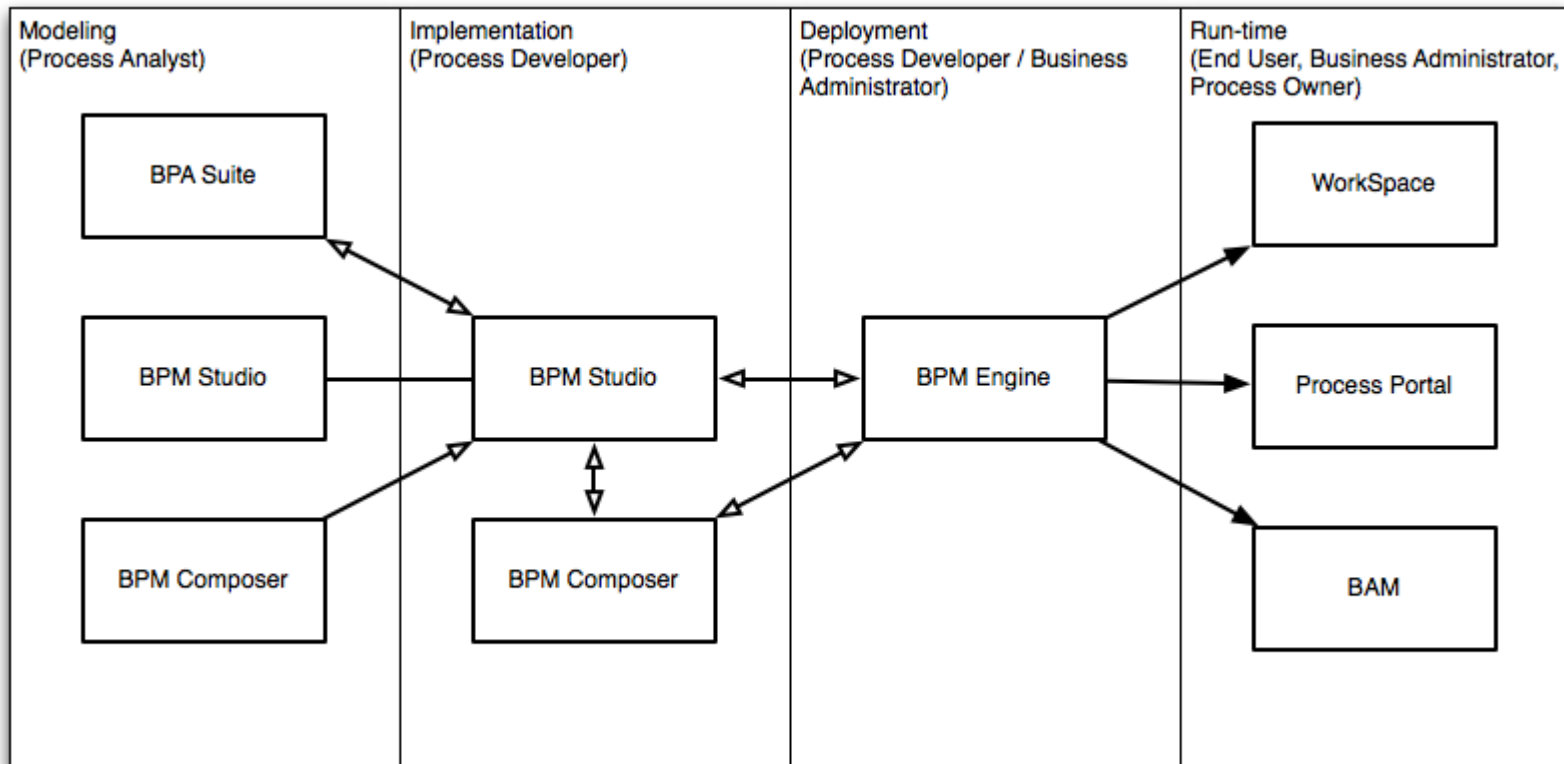 Modeling
(Process Analyst)
Implementation
(Process Developer)
Deployment
(Process Developer / Business
Administrator)
Run-time
(End User, Business Administrator,
Process Owner)
BPA Suite
WorkSpace
BPM Studio
BPM Studio
BPM Engine
Process Portal
BPM Composer
BPM Composer
BAM